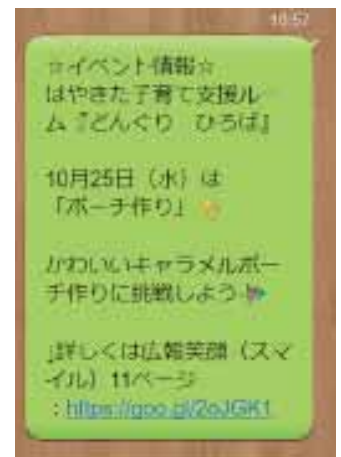 10:57
☆イベント情報☆
はやきた子育て支援ルー
ム『どんぐり　ひろば』
10月25日（水）は
「ポーチ作り」
かわいいキャラメルポー
チ作りに挑戦しよう
詳しくは広報笑顔（スマ
イル）11ページ
：https://goo.gl/2oJGK1